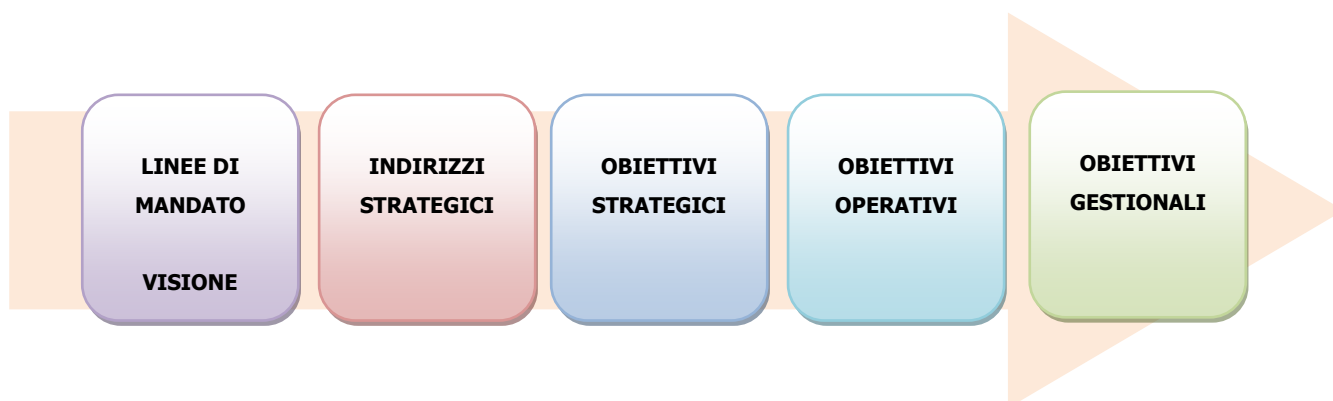 LINEE DI
MANDATO
VISIONE
INDIRIZZI
STRATEGICI
OBIETTIVI
STRATEGICI
OBIETTIVI
OPERATIVI
OBIETTIVI
GESTIONALI